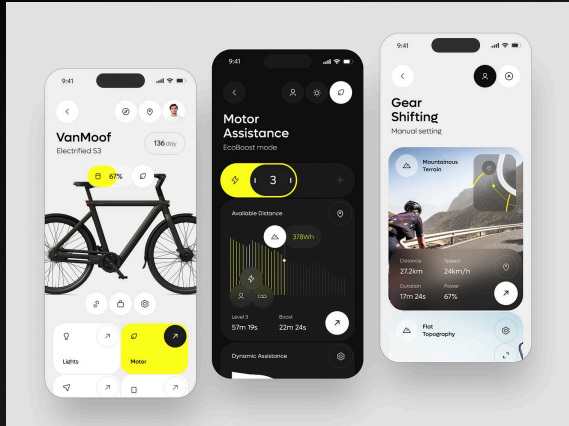 9:41
VanMoof
Electrified S3
136 day
67%
Lights
Motor
9:41
Motor
Assistance
EcoBoost mode
3
Available Distance
378Wh
Level 3
57m 19s
Boost
22m 24s
Dynamic Assistance
9:41
Gear
Shifting
Manual setting
A
Mountainous
Terrain
Distance
27.2km
Speed
24km/h
Duration
17m 24s
Power
67%
Flat
Topography